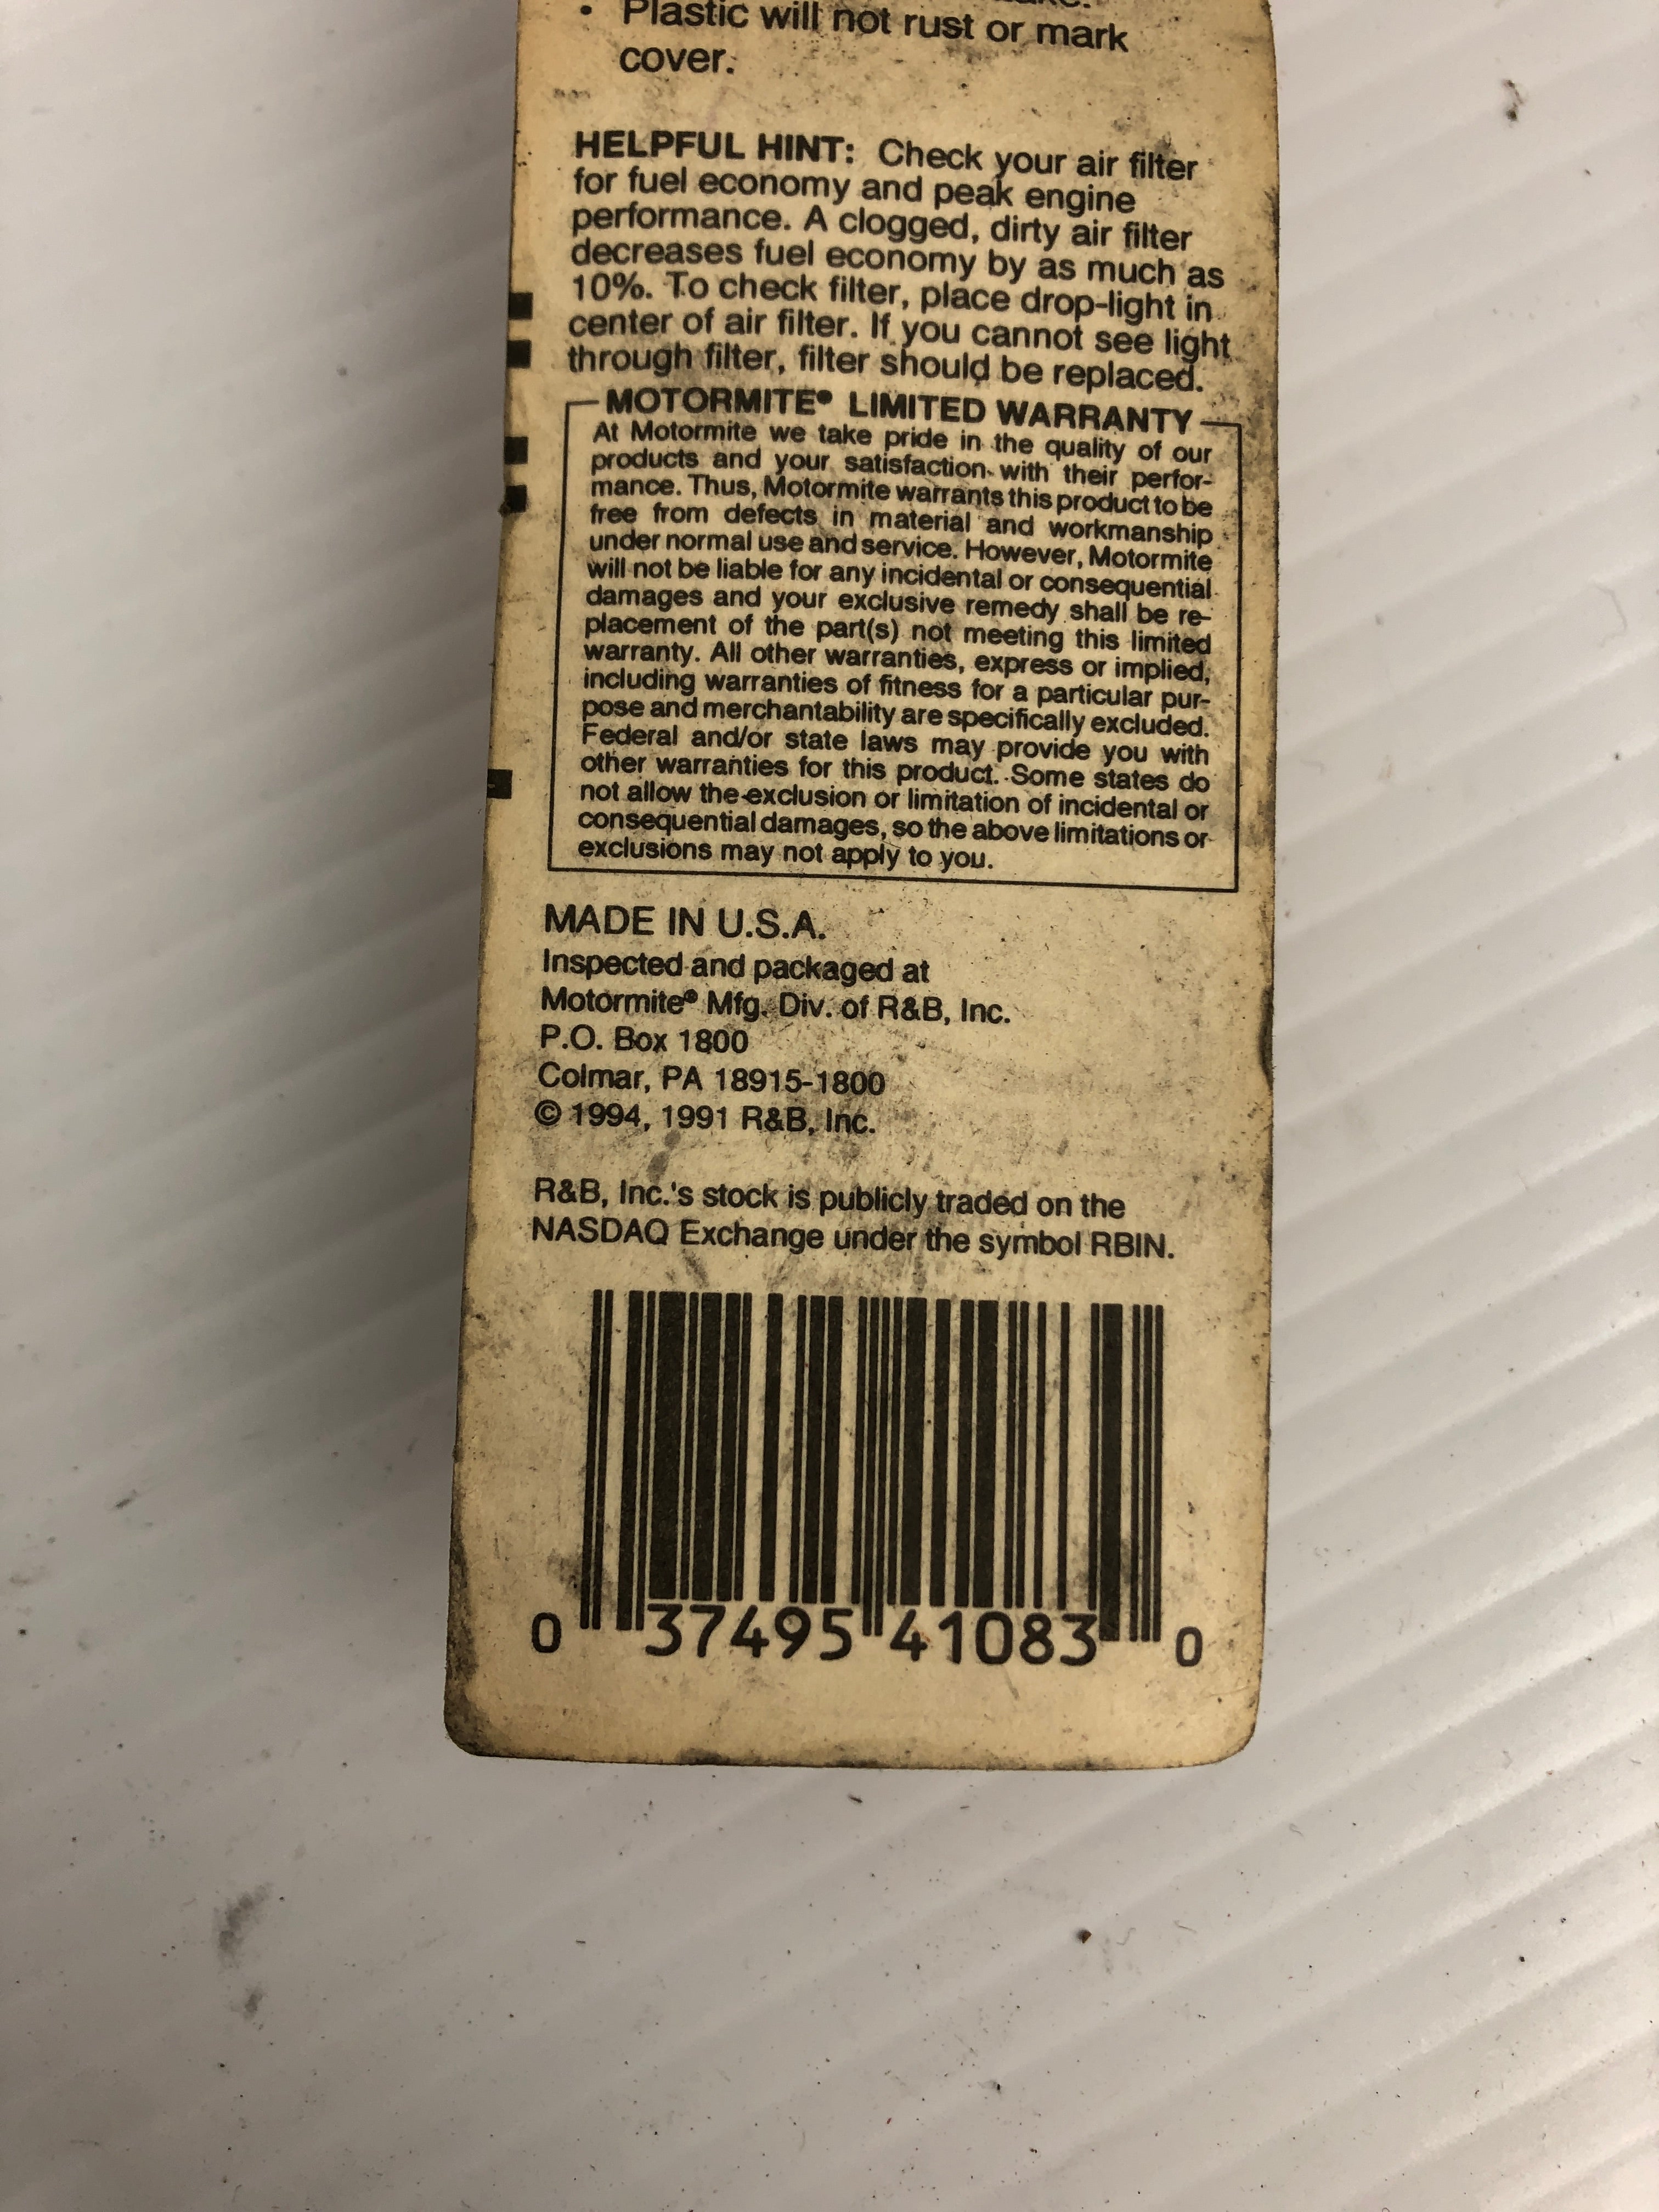 • Plastic will not rust or mark
cover.
HELPFUL HINT: Check your air filter
for fuel economy and peak engine
performance. A clogged, dirty air filter
decreases fuel economy by as much as
10%. To check filter, place drop-light in
center of air filter. If you cannot see light
through filter, filter should be replaced.
MOTORMITE® LIMITED WARRANTY
At Motormite we take pride in the quality of our
products and your satisfaction with their perfor-
mance. Thus, Motormite warrants this product to be
free from defects in material and workmanship
under normal use and service. However, Motormite
will not be liable for any incidental or consequential
damages and your exclusive remedy shall be re-
placement of the part(s) not meeting this limited
warranty. All other warranties, express or implied,
including warranties of fitness for a particular pur-
pose and merchantability are specifically excluded.
Federal and/or state laws may provide you with
other warranties for this product. Some states do
not allow the exclusion or limitation of incidental or
consequential damages, so the above limitations or
exclusions may not apply to you.
MADE IN U.S.A.
Inspected and packaged at
Motormite® Mfg. Div. of R&B, Inc.
P.O. Box 1800
Colmar, PA 18915-1800
© 1994, 1991 R&B, Inc.
R&B, Inc.'s stock is publicly traded on the
NASDAQ Exchange under the symbol RBIN.
0 37495 41083 0